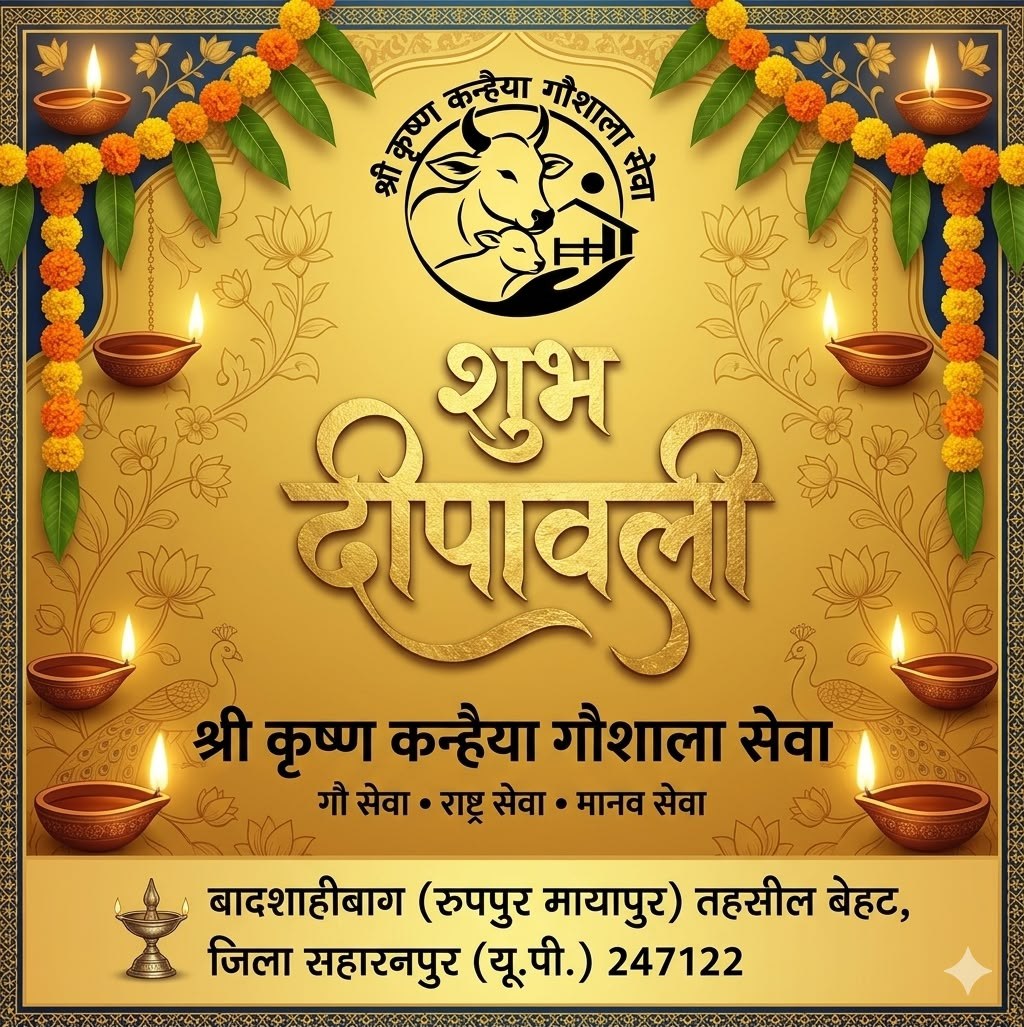 श्री कृष्ण कन्हैया गौशाला सेवा
शुभ
दीपावली
श्री कृष्ण कन्हैया गौशाला सेवा
गौ सेवा • राष्ट्र सेवा • मानव सेवा
बादशाहीबाग (रुपपुर मायापुर) तहसील बेहट,
जिला सहारनपुर (यू.पी.) 247122